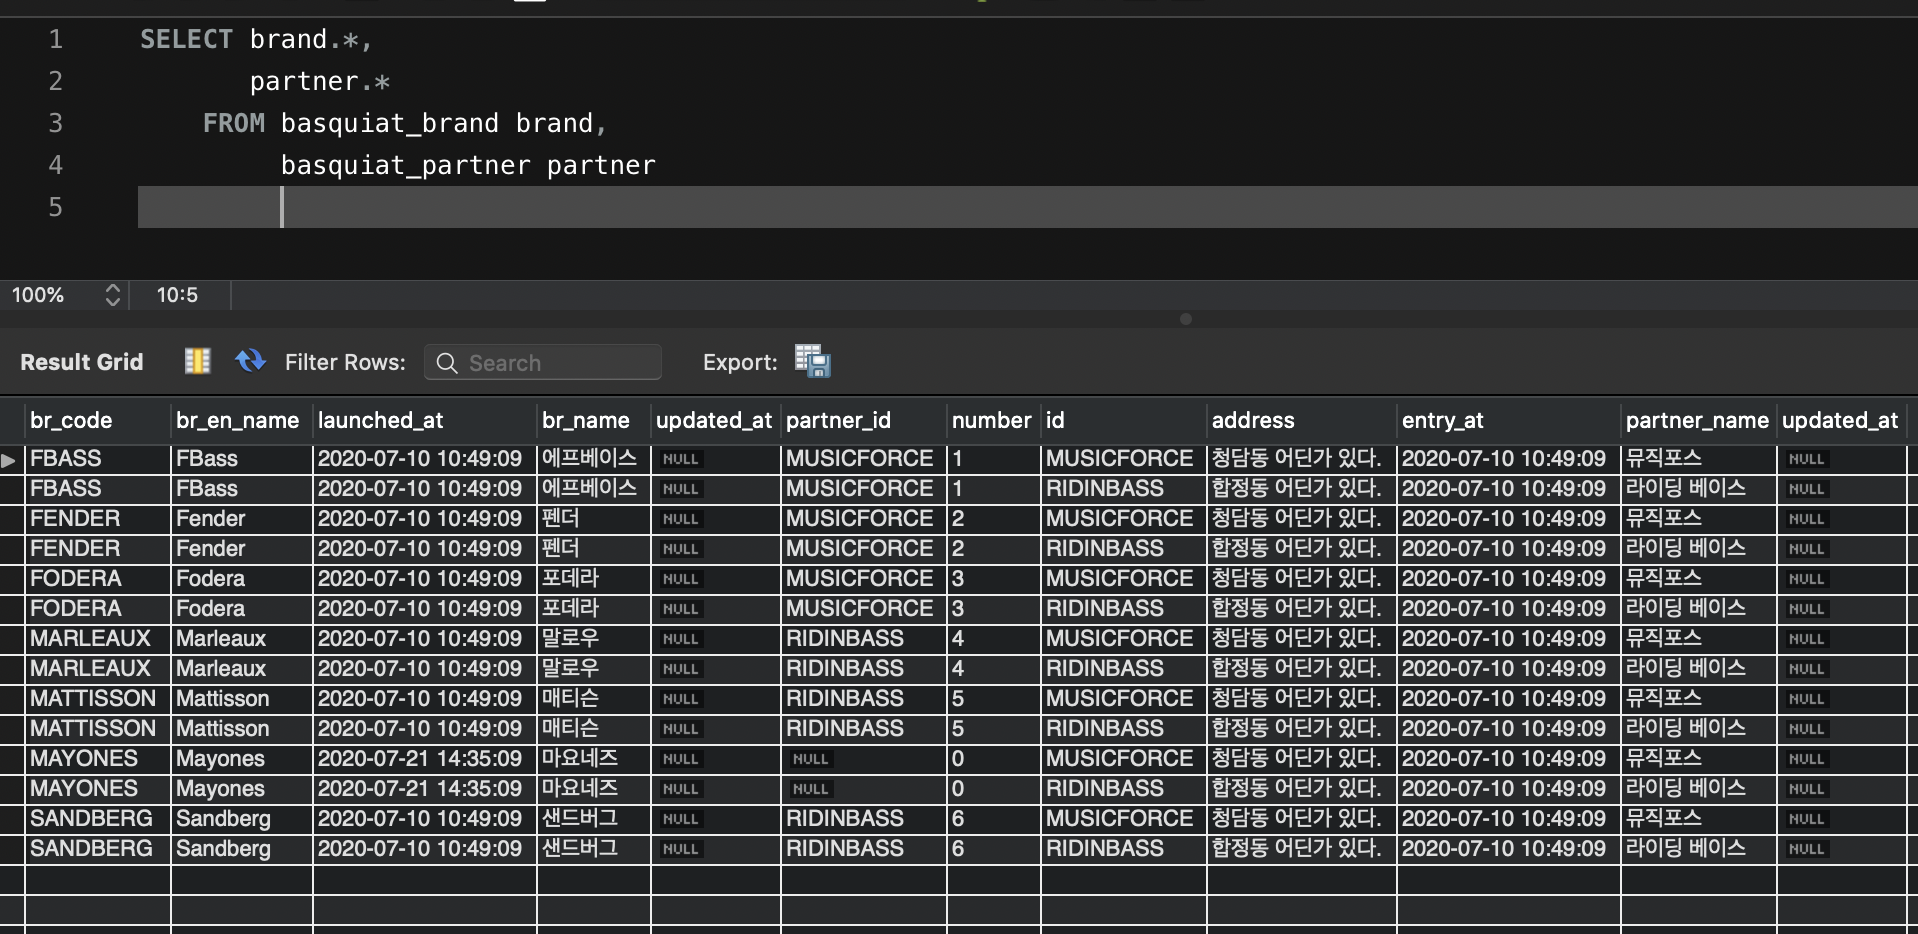 1 SELECT brand.*,
2 partner.*
3 FROM basquiat_brand brand,
4 basquiat_partner partner
5
100% 10:5
Result Grid Filter Rows: Search Export:
br_code br_en_name launched_at br_name updated_at partner_id number id address entry_at partner_name updated_at
FBASS FBass 2020-07-10 10:49:09 에프베이스 NULL MUSICFORCE 1 MUSICFORCE 청담동 어딘가 있다. 2020-07-10 10:49:09 뮤직포스 NULL
FBASS FBass 2020-07-10 10:49:09 에프베이스 NULL MUSICFORCE 1 RIDINBASS 합정동 어딘가 있다. 2020-07-10 10:49:09 라이딩 베이스 NULL
FENDER Fender 2020-07-10 10:49:09 펜더 NULL MUSICFORCE 2 MUSICFORCE 청담동 어딘가 있다. 2020-07-10 10:49:09 뮤직포스 NULL
FENDER Fender 2020-07-10 10:49:09 펜더 NULL MUSICFORCE 2 RIDINBASS 합정동 어딘가 있다. 2020-07-10 10:49:09 라이딩 베이스 NULL
FODERA Fodera 2020-07-10 10:49:09 포데라 NULL MUSICFORCE 3 MUSICFORCE 청담동 어딘가 있다. 2020-07-10 10:49:09 뮤직포스 NULL
FODERA Fodera 2020-07-10 10:49:09 포데라 NULL MUSICFORCE 3 RIDINBASS 합정동 어딘가 있다. 2020-07-10 10:49:09 라이딩 베이스 NULL
MARLEAUX Marleaux 2020-07-10 10:49:09 말로우 NULL RIDINBASS 4 MUSICFORCE 청담동 어딘가 있다. 2020-07-10 10:49:09 뮤직포스 NULL
MARLEAUX Marleaux 2020-07-10 10:49:09 말로우 NULL RIDINBASS 4 RIDINBASS 합정동 어딘가 있다. 2020-07-10 10:49:09 라이딩 베이스 NULL
MATTISSON Mattisson 2020-07-10 10:49:09 매티슨 NULL RIDINBASS 5 MUSICFORCE 청담동 어딘가 있다. 2020-07-10 10:49:09 뮤직포스 NULL
MATTISSON Mattisson 2020-07-10 10:49:09 매티슨 NULL RIDINBASS 5 RIDINBASS 합정동 어딘가 있다. 2020-07-10 10:49:09 라이딩 베이스 NULL
MAYONES Mayones 2020-07-21 14:35:09 마요네즈 NULL NULL 0 MUSICFORCE 청담동 어딘가 있다. 2020-07-10 10:49:09 뮤직포스 NULL
MAYONES Mayones 2020-07-21 14:35:09 마요네즈 NULL NULL 0 RIDINBASS 합정동 어딘가 있다. 2020-07-10 10:49:09 라이딩 베이스 NULL
SANDBERG Sandberg 2020-07-10 10:49:09 샌드버그 NULL RIDINBASS 6 MUSICFORCE 청담동 어딘가 있다. 2020-07-10 10:49:09 뮤직포스 NULL
SANDBERG Sandberg 2020-07-10 10:49:09 샌드버그 NULL RIDINBASS 6 RIDINBASS 합정동 어딘가 있다. 2020-07-10 10:49:09 라이딩 베이스 NULL